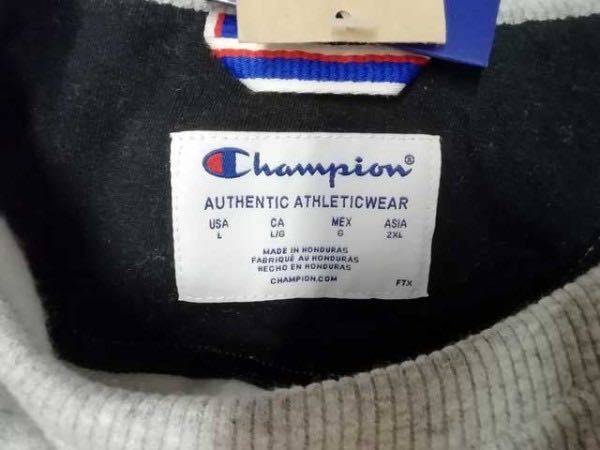 Champion®
AUTHENTIC ATHLETICWEAR
USA CA MEX ASIA
L L/G G 2XL
MADE IN HONDURAS
FABRIQUÉ AU HONDURAS
HECHO EN HONDURAS
CHAMPION.COM FTX